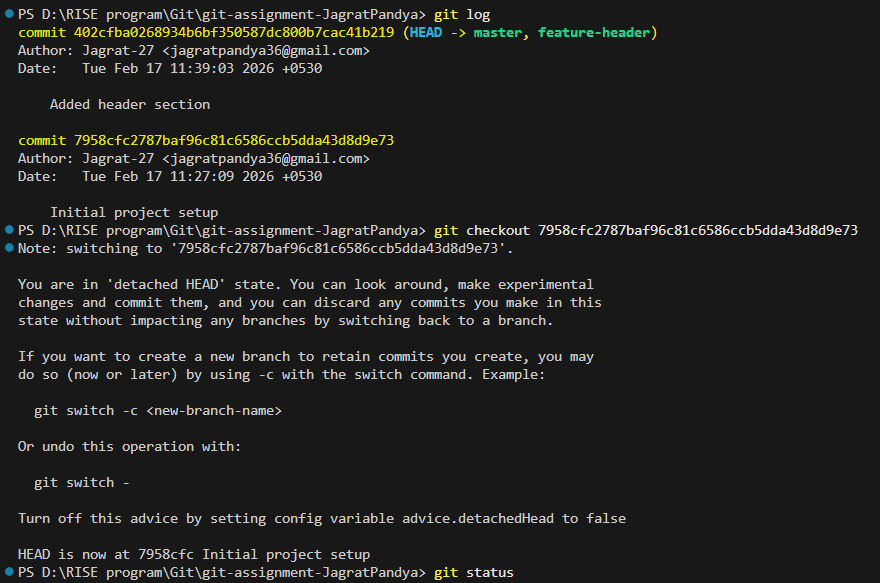 PS D:\RISE program\Git\git-assignment-JagratPandya> git log
commit 402cfba0268934b6bf350587dc800b7cac41b219 (HEAD -> master, feature-header)
Author: Jagrat-27 <jagratpandya36@gmail.com>
Date:   Tue Feb 17 11:39:03 2026 +0530
    Added header section
commit 7958cfc2787baf96c81c6586ccb5dda43d8d9e73
Author: Jagrat-27 <jagratpandya36@gmail.com>
Date:   Tue Feb 17 11:27:09 2026 +0530
    Initial project setup
PS D:\RISE program\Git\git-assignment-JagratPandya> git checkout 7958cfc2787baf96c81c6586ccb5dda43d8d9e73
Note: switching to '7958cfc2787baf96c81c6586ccb5dda43d8d9e73'.
You are in 'detached HEAD' state. You can look around, make experimental
changes and commit them, and you can discard any commits you make in this
state without impacting any branches by switching back to a branch.
If you want to create a new branch to retain commits you create, you may
do so (now or later) by using -c with the switch command. Example:
  git switch -c <new-branch-name>
Or undo this operation with:
  git switch -
Turn off this advice by setting config variable advice.detachedHead to false
HEAD is now at 7958cfc Initial project setup
PS D:\RISE program\Git\git-assignment-JagratPandya> git status